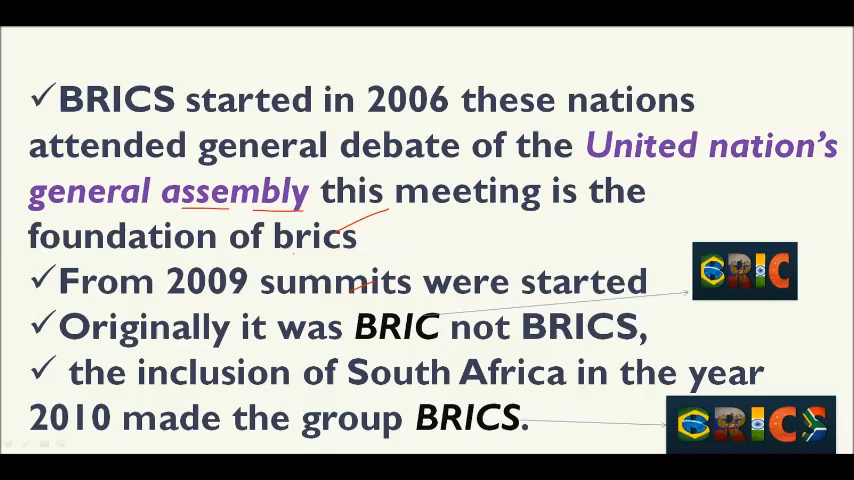 ✓BRICS started in 2006 these nations
attended general debate of the United nation's
general assembly this meeting is the
foundation of brics
✓From 2009 summits were started
BRIC
✓Originally it was BRIC not BRICS,
✓ the inclusion of South Africa in the year
2010 made the group BRICS.
BRICS